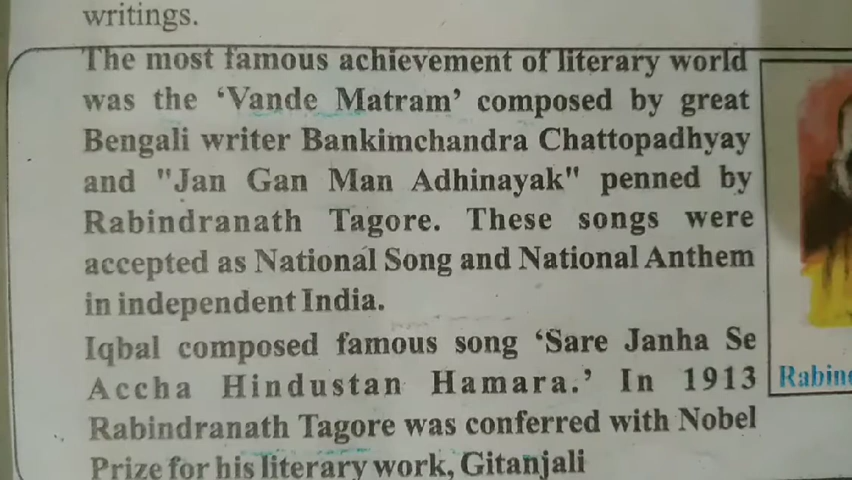 writings.
The most famous achievement of literary world
was the ‘Vande Matram’ composed by great
Bengali writer Bankimchandra Chattopadhyay
and "Jan Gan Man Adhinayak" penned by
Rabindranath Tagore. These songs were
accepted as National Song and National Anthem
in independent India.
Iqbal composed famous song ‘Sare Janha Se
Accha Hindustan Hamara.’ In 1913
Rabindranath Tagore was conferred with Nobel
Prize for his literary work, Gitanjali